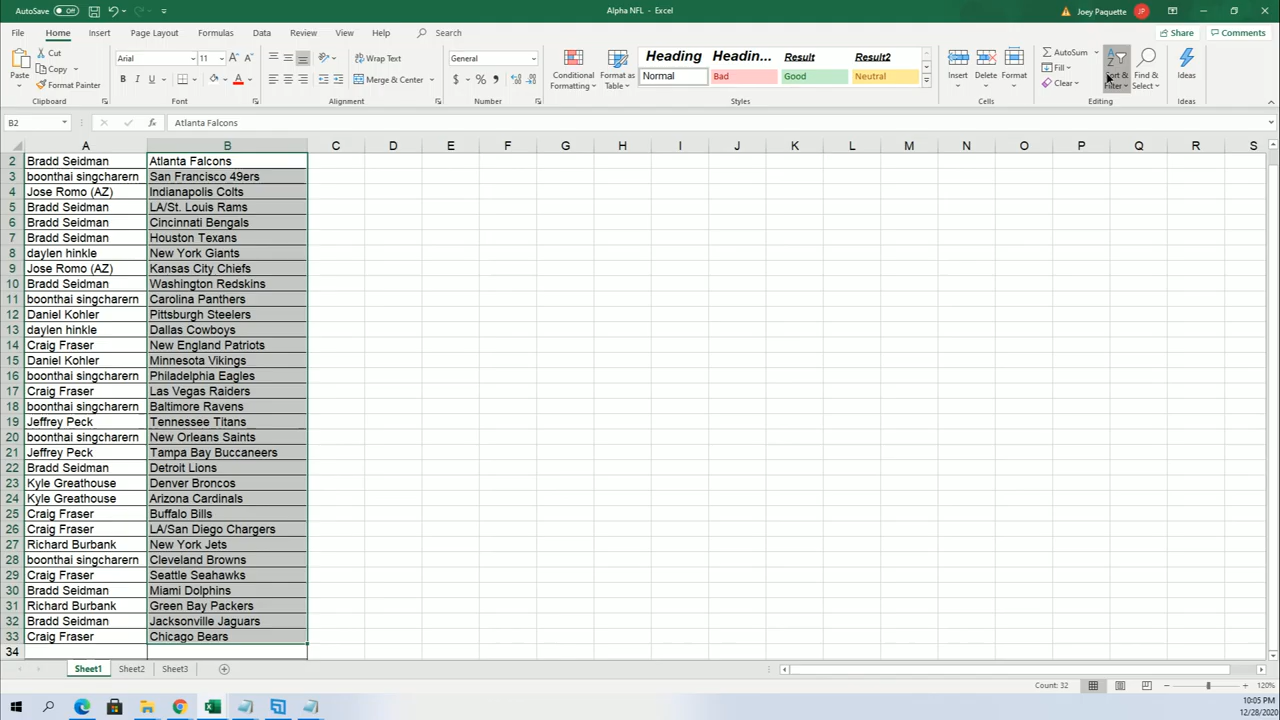 AutoSave Off Alpha NFL - Excel Joey Paquette JP
File Home Insert Page Layout Formulas Data Review View Help Search Share Comments
Paste Cut Copy Format Painter Clipboard
Arial 11 A A B I U A Font
Wrap Text Merge & Center Alignment
General $ % , Number
Conditional Formatting Format as Table
Heading Headin... Result Result2
Normal Bad Good Neutral
Styles
Insert Delete Format Cells
AutoSum Fill Clear Sort & Filter Find & Select Editing
Ideas Ideas
B2 fx Atlanta Falcons
A B C D E F G H I J K L M N O P Q R S
2 Bradd Seidman Atlanta Falcons
3 boonthai singcharern San Francisco 49ers
4 Jose Romo (AZ) Indianapolis Colts
5 Bradd Seidman LA/St. Louis Rams
6 Bradd Seidman Cincinnati Bengals
7 Bradd Seidman Houston Texans
8 daylen hinkle New York Giants
9 Jose Romo (AZ) Kansas City Chiefs
10 Bradd Seidman Washington Redskins
11 boonthai singcharern Carolina Panthers
12 Daniel Kohler Pittsburgh Steelers
13 daylen hinkle Dallas Cowboys
14 Craig Fraser New England Patriots
15 Daniel Kohler Minnesota Vikings
16 boonthai singcharern Philadelphia Eagles
17 Craig Fraser Las Vegas Raiders
18 boonthai singcharern Baltimore Ravens
19 Jeffrey Peck Tennessee Titans
20 boonthai singcharern New Orleans Saints
21 Jeffrey Peck Tampa Bay Buccaneers
22 Bradd Seidman Detroit Lions
23 Kyle Greathouse Denver Broncos
24 Kyle Greathouse Arizona Cardinals
25 Craig Fraser Buffalo Bills
26 Craig Fraser LA/San Diego Chargers
27 Richard Burbank New York Jets
28 boonthai singcharern Cleveland Browns
29 Craig Fraser Seattle Seahawks
30 Bradd Seidman Miami Dolphins
31 Richard Burbank Green Bay Packers
32 Bradd Seidman Jacksonville Jaguars
33 Craig Fraser Chicago Bears
34
Sheet1 Sheet2 Sheet3
Count: 32 120%
10:05 PM
12/28/2020